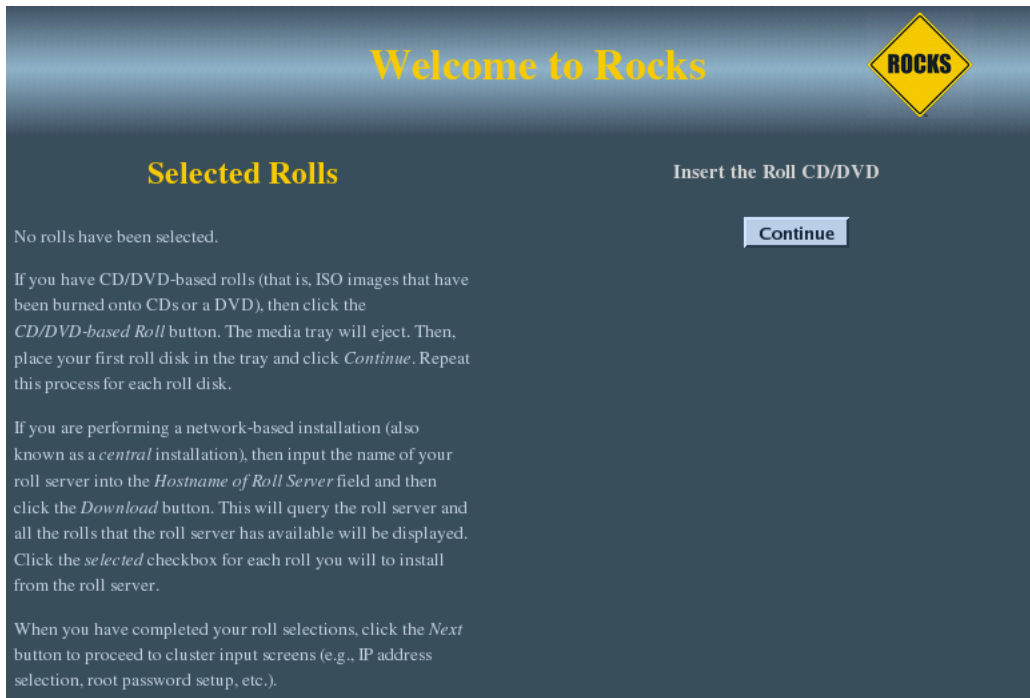 Welcome to Rocks
ROCKS
Selected Rolls
No rolls have been selected.
If you have CD/DVD-based rolls (that is, ISO images that have
been burned onto CDs or a DVD), then click the
CD/DVD-based Roll button. The media tray will eject. Then,
place your first roll disk in the tray and click Continue. Repeat
this process for each roll disk.
If you are performing a network-based installation (also
known as a central installation), then input the name of your
roll server into the Hostname of Roll Server field and then
click the Download button. This will query the roll server and
all the rolls that the roll server has available will be displayed.
Click the selected checkbox for each roll you will to install
from the roll server.
When you have completed your roll selections, click the Next
button to proceed to cluster input screens (e.g., IP address
selection, root password setup, etc.).
Insert the Roll CD/DVD
Continue